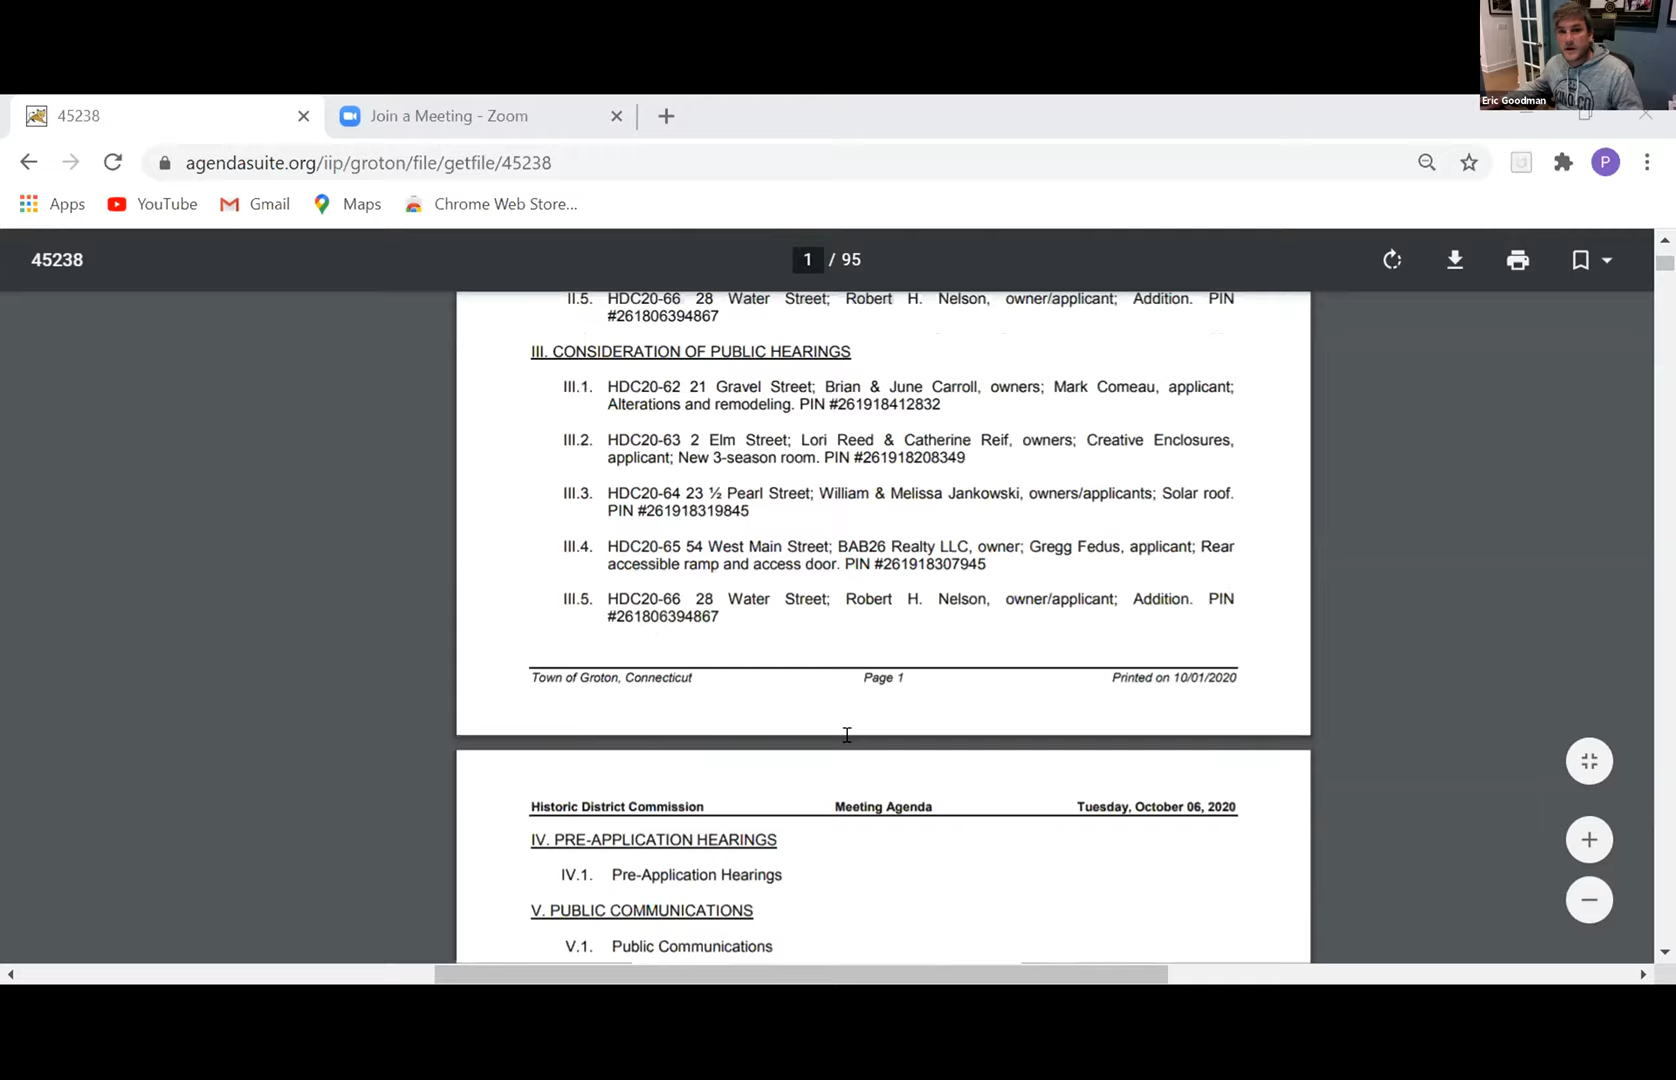 Eric Goodman
45238
Join a Meeting - Zoom
agendasuite.org/iip/groton/file/getfile/45238
P
Apps
YouTube
Gmail
Maps
Chrome Web Store...
45238
1 / 95
II.5. HDC20-66 28 Water Street; Robert H. Nelson, owner/applicant; Addition. PIN
#261806394867
III. CONSIDERATION OF PUBLIC HEARINGS
III.1. HDC20-62 21 Gravel Street; Brian & June Carroll, owners; Mark Comeau, applicant;
Alterations and remodeling. PIN #261918412832
III.2. HDC20-63 2 Elm Street; Lori Reed & Catherine Reif, owners; Creative Enclosures,
applicant; New 3-season room. PIN #261918208349
III.3. HDC20-64 23 ½ Pearl Street; William & Melissa Jankowski, owners/applicants; Solar roof.
PIN #261918319845
III.4. HDC20-65 54 West Main Street; BAB26 Realty LLC, owner; Gregg Fedus, applicant; Rear
accessible ramp and access door. PIN #261918307945
III.5. HDC20-66 28 Water Street; Robert H. Nelson, owner/applicant; Addition. PIN
#261806394867
Town of Groton, Connecticut Page 1 Printed on 10/01/2020
Historic District Commission Meeting Agenda Tuesday, October 06, 2020
IV. PRE-APPLICATION HEARINGS
IV.1. Pre-Application Hearings
V. PUBLIC COMMUNICATIONS
V.1. Public Communications